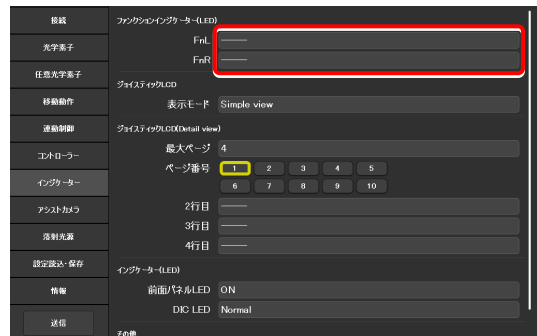 接続
光学素子
任意光学素子
移動動作
連動制御
コントローラー
インジケーター
アシストカメラ
落射光源
設定読込・保存
情報
送信
ファンクションインジケーター(LED)
FnL ――
FnR ――
ジョイスティックLCD
表示モード Simple view
ジョイスティックLCD(Detail view)
最大ページ 4
ページ番号 1 2 3 4 5
6 7 8 9 10
2行目 ――
3行目 ――
4行目 ――
インジケータ(LED)
前面パネルLED ON
DIC LED Normal
その他